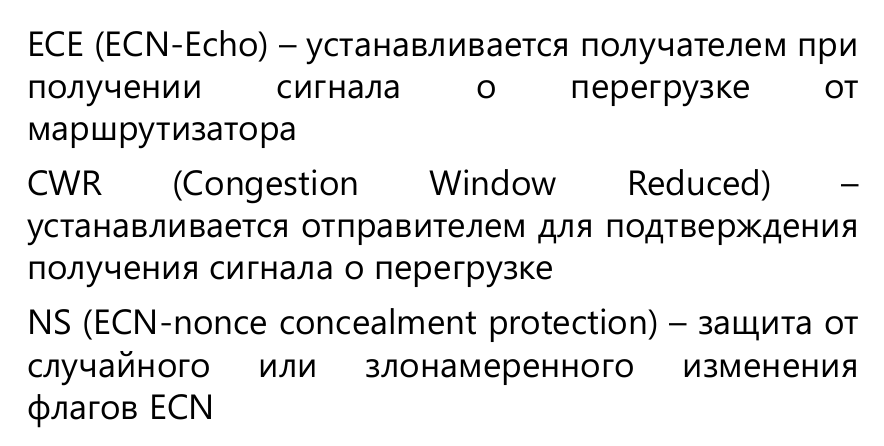 ECE (ECN-Echo) – устанавливается получателем при
получении сигнала о перегрузке от
маршрутизатора
CWR (Congestion Window Reduced) –
устанавливается отправителем для подтверждения
получения сигнала о перегрузке
NS (ECN-nonce concealment protection) – защита от
случайного или злонамеренного изменения
флагов ECN